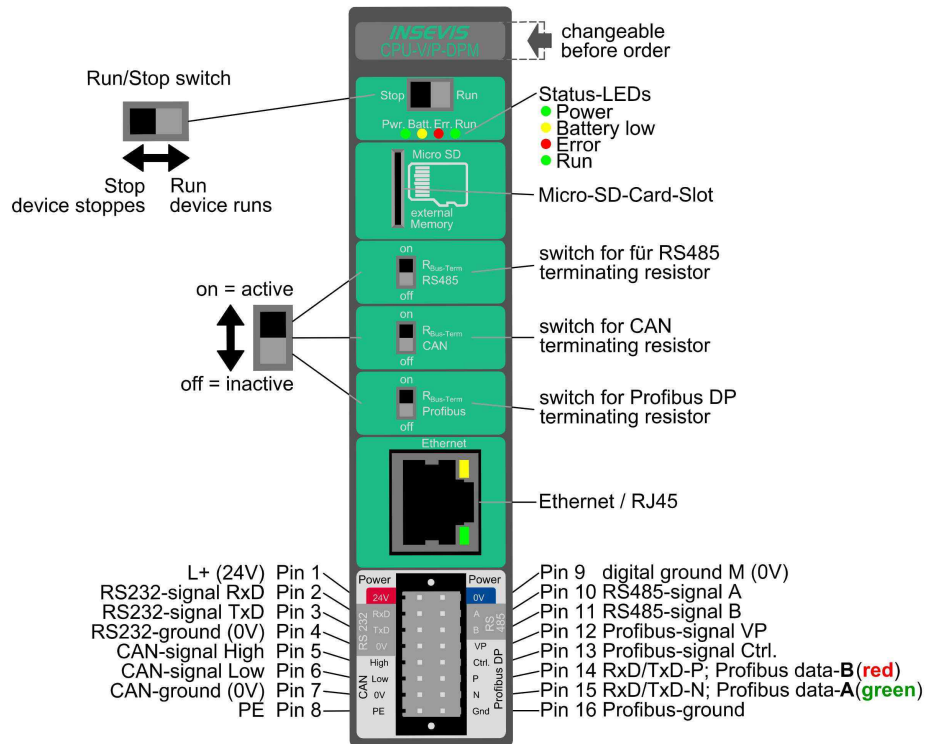 INSEVIS
CPU-V/P-DPM
changeable
before order
Run/Stop switch
Stop
Run
Pwr. Batt. Err. Run
Status-LEDs
Power
Battery low
Error
Run
Stop
device stoppes
Run
device runs
Micro SD
external
Memory
Micro-SD-Card-Slot
on
RBus-Term
RS485
off
switch for für RS485
terminating resistor
on = active
off = inactive
on
RBus-Term
CAN
off
switch for CAN
terminating resistor
on
RBus-Term
Profibus
off
switch for Profibus DP
terminating resistor
Ethernet
Ethernet / RJ45
L+ (24V) Pin 1
RS232-signal RxD Pin 2
RS232-signal TxD Pin 3
RS232-ground (0V) Pin 4
CAN-signal High Pin 5
CAN-signal Low Pin 6
CAN-ground (0V) Pin 7
PE Pin 8
Power
24V
RS 232
RxD
TxD
0V
CAN
High
Low
0V
PE
Power
0V
A
B
RS
485
VP
Ctrl.
P
N
Gnd
Profibus DP
Pin 9 digital ground M (0V)
Pin 10 RS485-signal A
Pin 11 RS485-signal B
Pin 12 Profibus-signal VP
Pin 13 Profibus-signal Ctrl.
Pin 14 RxD/TxD-P; Profibus data-B(red)
Pin 15 RxD/TxD-N; Profibus data-A(green)
Pin 16 Profibus-ground